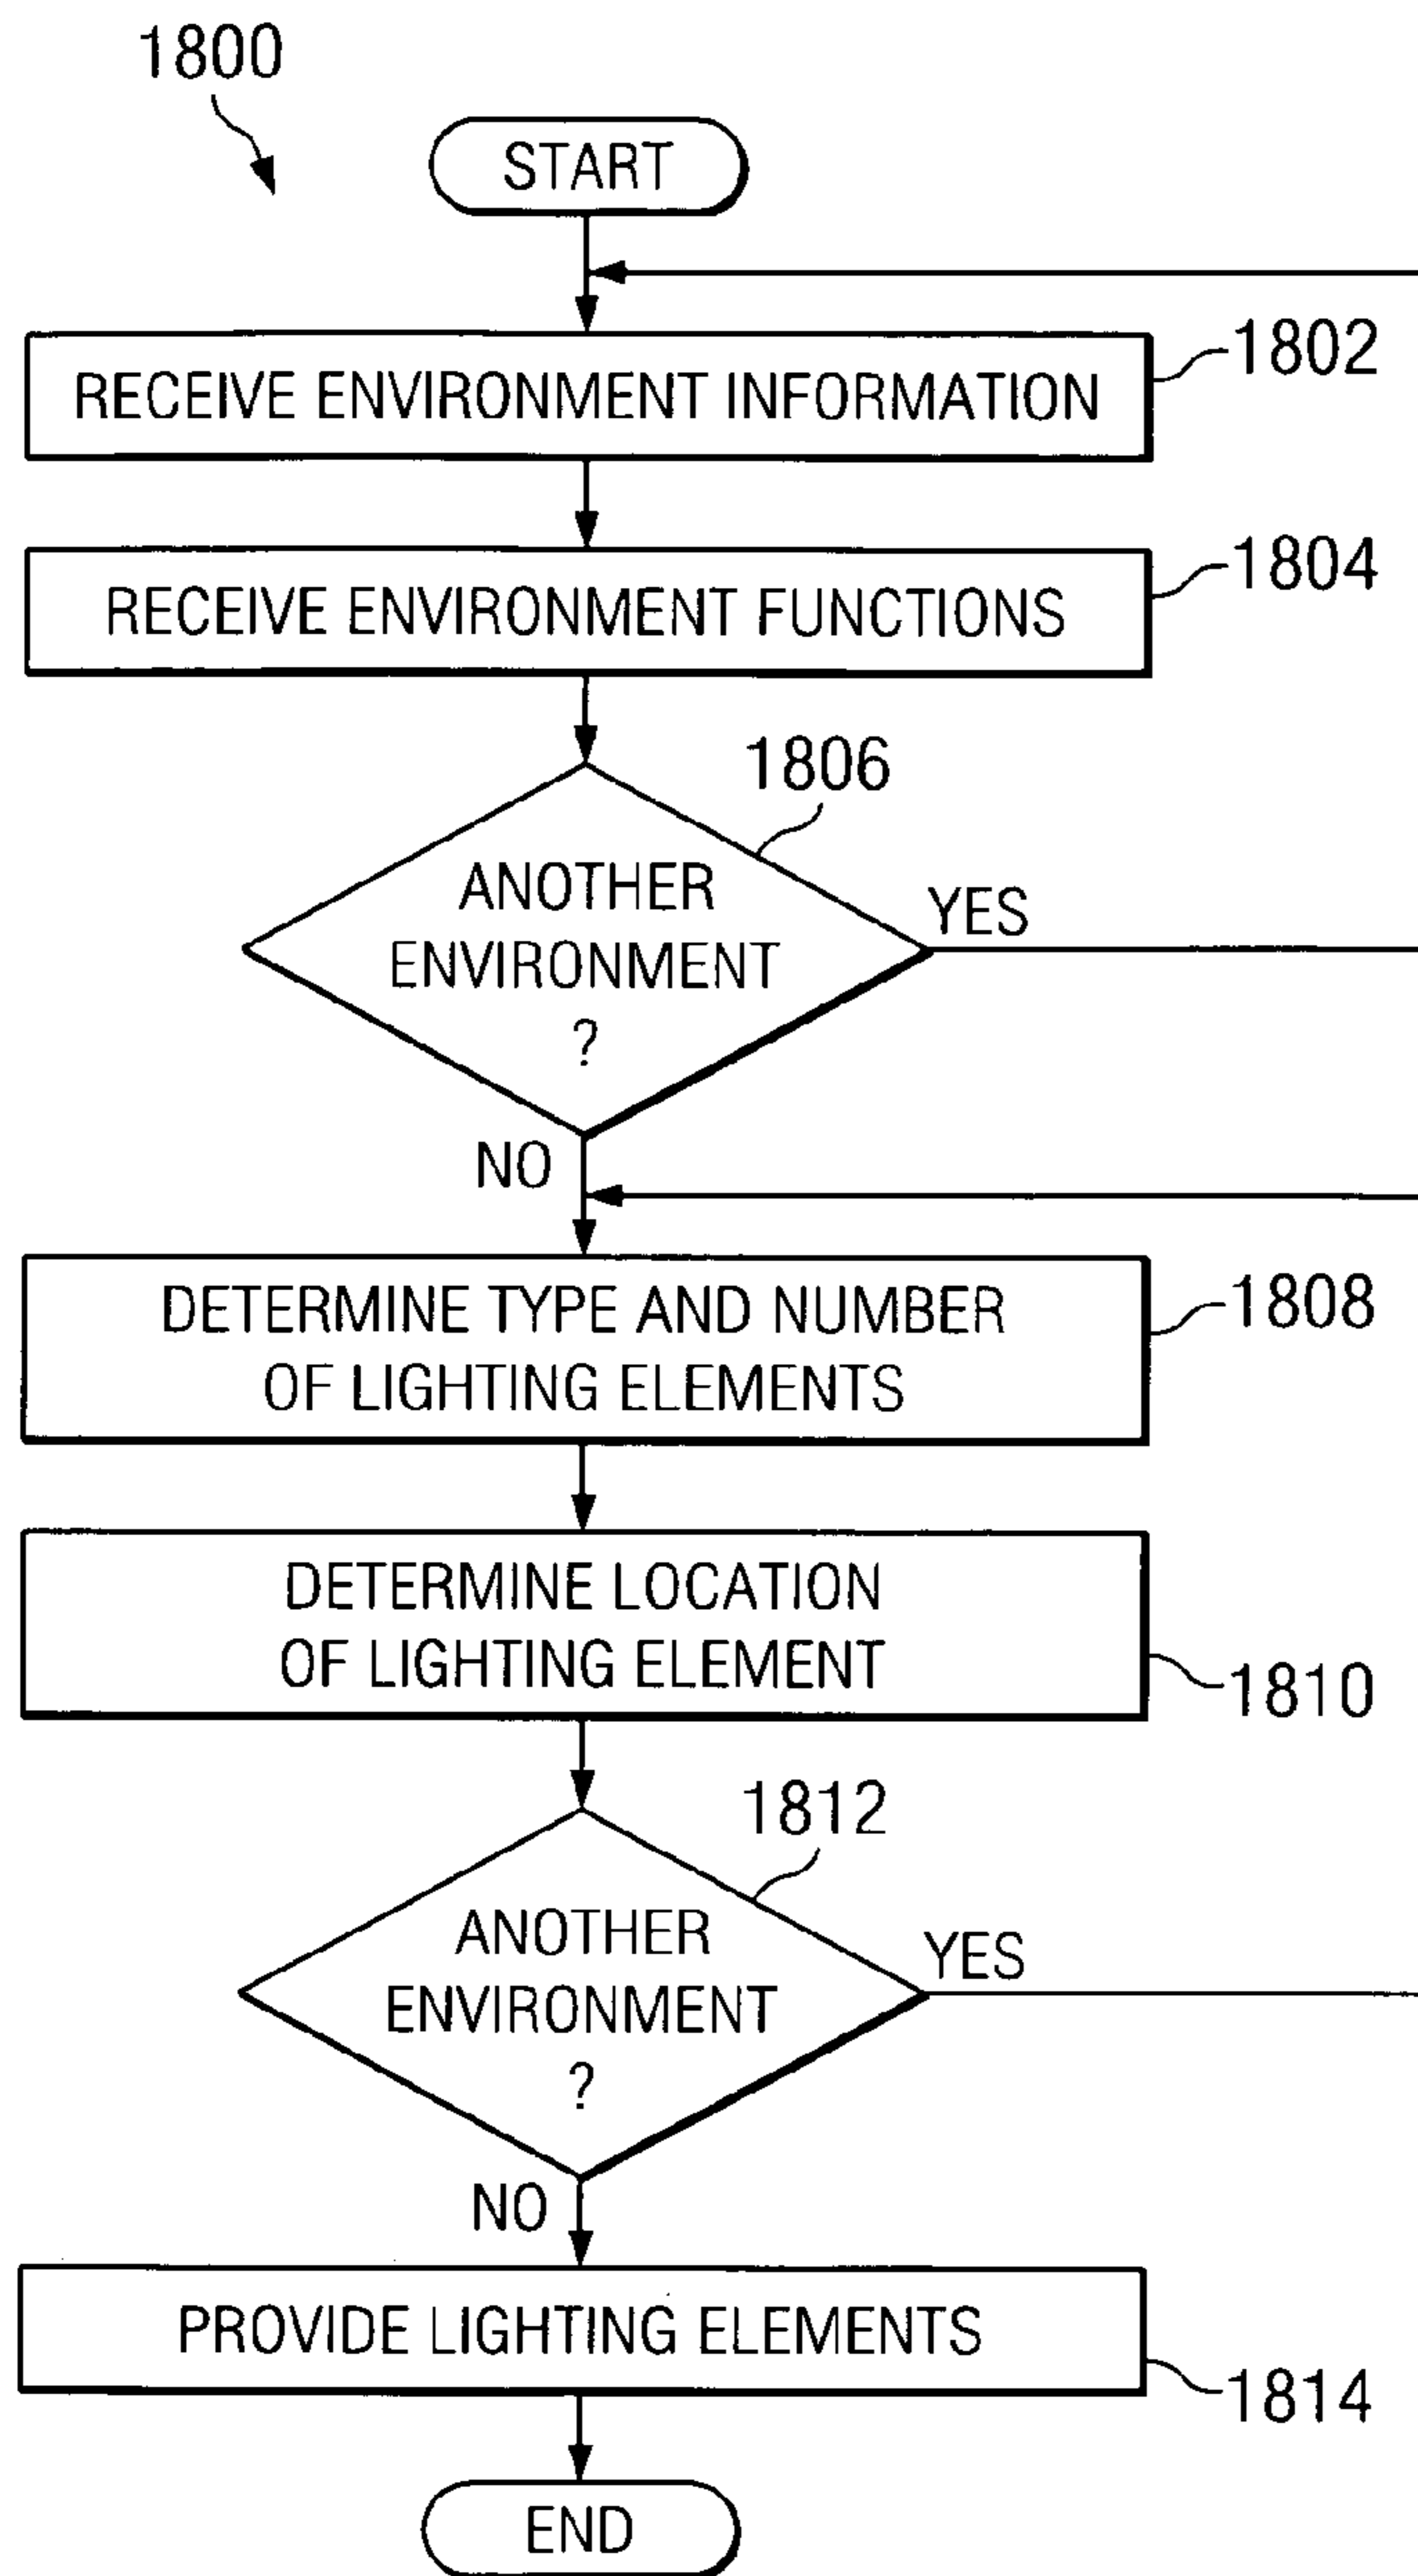 1800
START
RECEIVE ENVIRONMENT INFORMATION
1802
RECEIVE ENVIRONMENT FUNCTIONS
1804
1806
ANOTHER
ENVIRONMENT
?
YES
NO
DETERMINE TYPE AND NUMBER
OF LIGHTING ELEMENTS
1808
DETERMINE LOCATION
OF LIGHTING ELEMENT
1810
1812
ANOTHER
ENVIRONMENT
?
YES
NO
PROVIDE LIGHTING ELEMENTS
1814
END